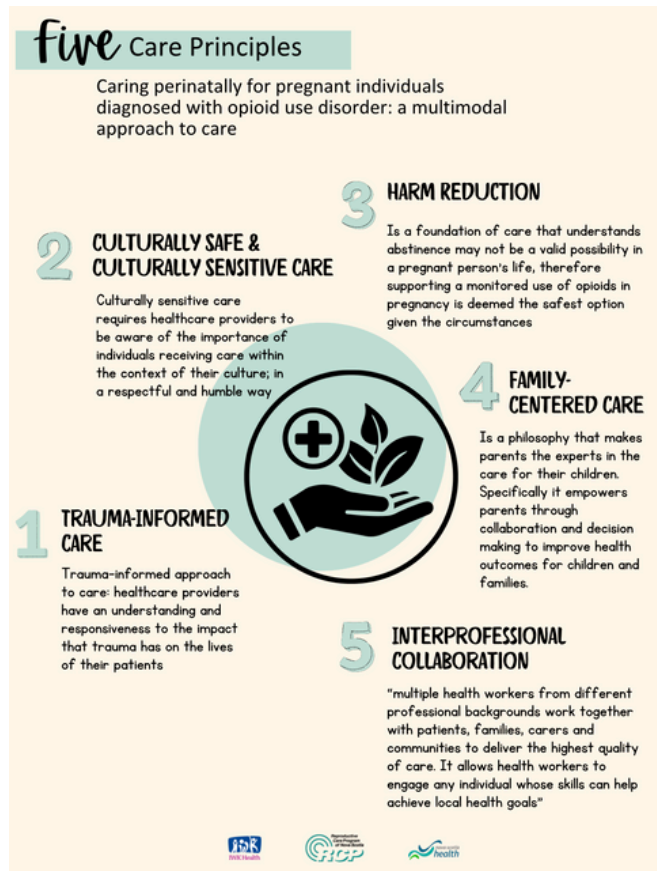 five Care Principles
Caring perinatally for pregnant individuals
diagnosed with opioid use disorder: a multimodal
approach to care
1
TRAUMA-INFORMED
CARE
Trauma-informed approach
to care: healthcare providers
have an understanding and
responsiveness to the impact
that trauma has on the lives
of their patients
2
CULTURALLY SAFE &
CULTURALLY SENSITIVE CARE
Culturally sensitive care
requires healthcare providers to
be aware of the importance of
individuals receiving care within
the context of their culture; in
a respectful and humble way
3
HARM REDUCTION
Is a foundation of care that understands
abstinence may not be a valid possibility in
a pregnant person's life, therefore
supporting a monitored use of opioids in
pregnancy is deemed the safest option
given the circumstances
4
FAMILY-
CENTERED CARE
Is a philosophy that makes
parents the experts in the
care for their children.
Specifically it empowers
parents through
collaboration and decision
making to improve health
outcomes for children and
families.
5
INTERPROFESSIONAL
COLLABORATION
"multiple health workers from different
professional backgrounds work together
with patients, families, carers and
communities to deliver the highest quality
of care. It allows health workers to
engage any individual whose skills can help
achieve local health goals"
IWK Health
Reproductive
Care Program
of Nova Scotia
RCP
nova scotia
health